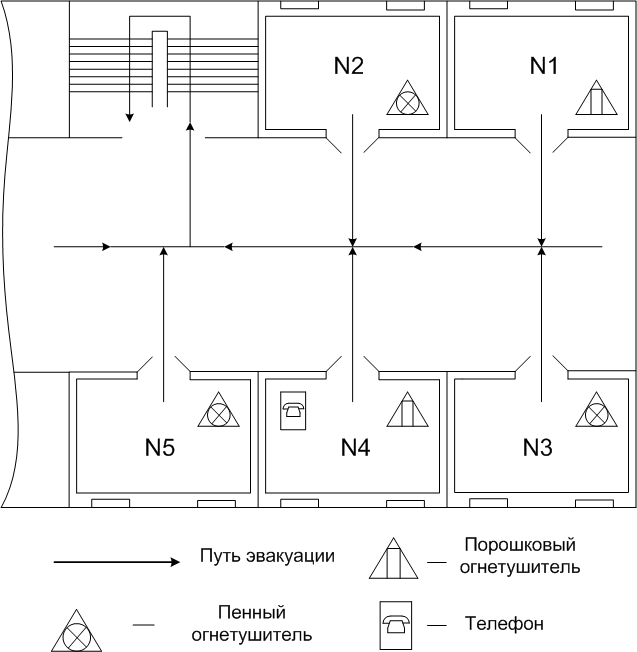 N2
N1
N5
N4
N3
Путь эвакуации
Порошковый
огнетушитель
Пенный
огнетушитель
Телефон